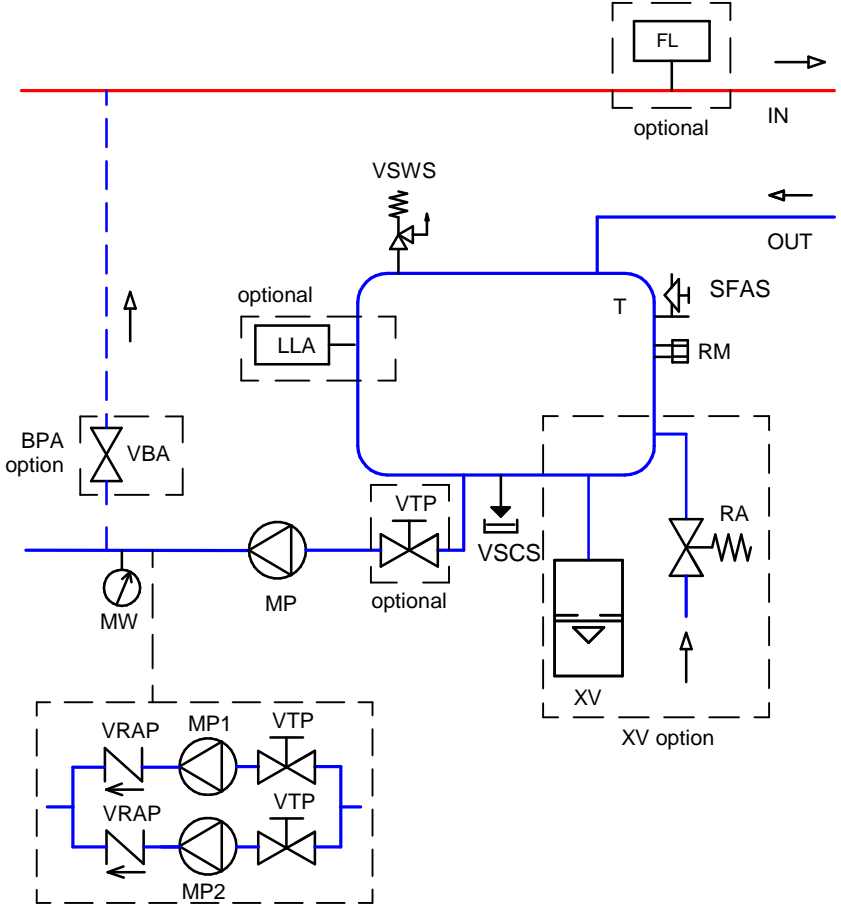 FL
optional
IN
VSWS
OUT
optional
T
SFAS
LLA
RM
BPA
option
VBA
VTP
RA
VSCS
MP
optional
MW
XV
XV option
VRAP
MP1
VTP
VRAP
VTP
MP2